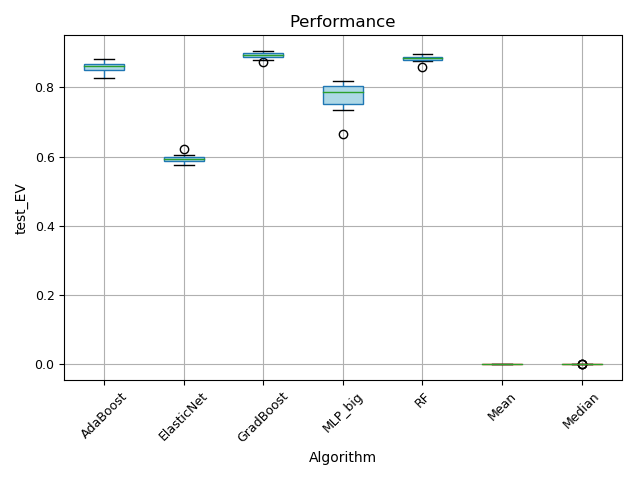 Performance
test_EV
0.8
0.6
0.4
0.2
0.0
AdaBoost
ElasticNet
GradBoost
MLP_big
RF
Mean
Median
Algorithm